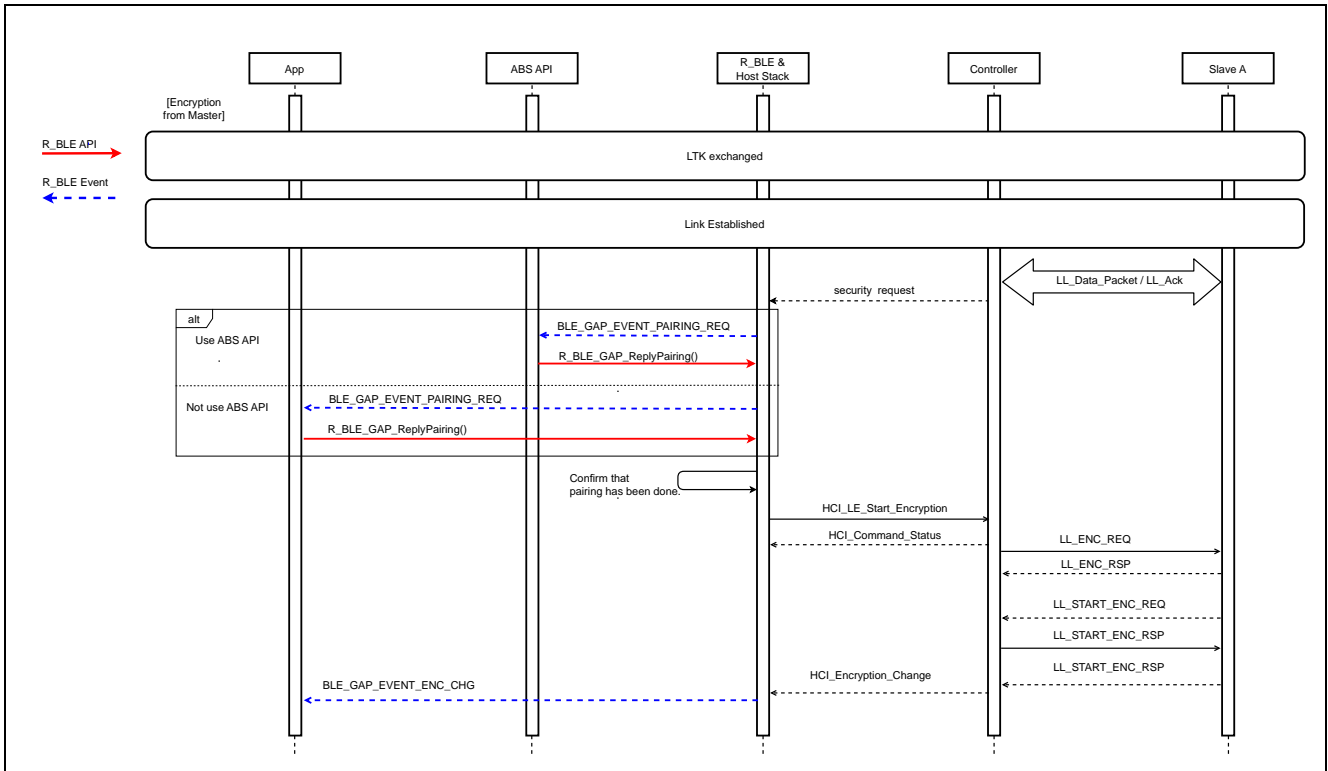 App
ABS API
R_BLE &
Host Stack
Controller
Slave A
[Encryption
from Master]
R_BLE API
LTK exchanged
R_BLE Event
Link Established
LL_Data_Packet / LL_Ack
security request
alt
Use ABS API
BLE_GAP_EVENT_PAIRING_REQ
R_BLE_GAP_ReplyPairing()
Not use ABS API
BLE_GAP_EVENT_PAIRING_REQ
R_BLE_GAP_ReplyPairing()
Confirm that
pairing has been done.
HCI_LE_Start_Encryption
HCI_Command_Status
LL_ENC_REQ
LL_ENC_RSP
LL_START_ENC_REQ
LL_START_ENC_RSP
LL_START_ENC_RSP
HCI_Encryption_Change
BLE_GAP_EVENT_ENC_CHG